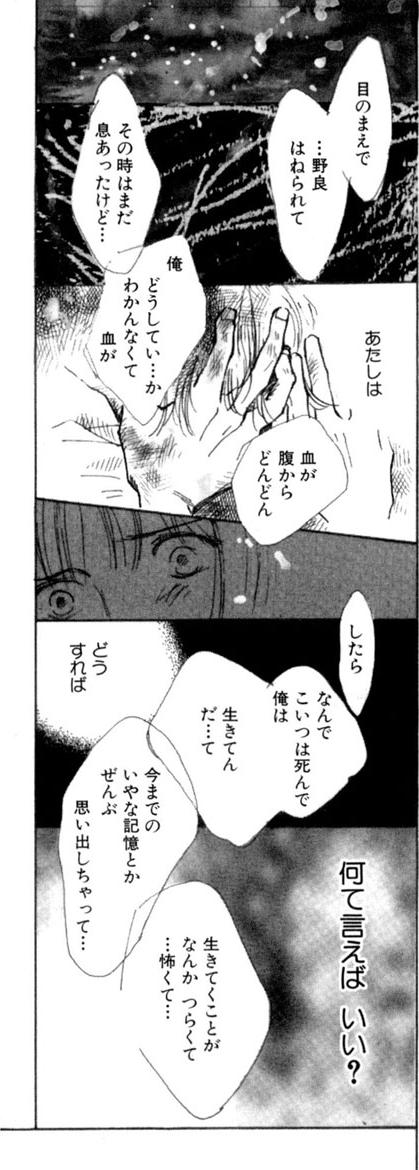 目のまえで
…野良
はねられて
その時はまだ
息あったけど…
俺
どうしてい…か
わかんなくて
血が
あたしは
血が
腹から
どんどん
したら
なんで
こいつは死んで
俺は
生きてん
だ…て
どう
すれば
今までの
いやな記憶とか
ぜんぶ
思い出しちゃって…
何て言えば いい?
生きてくことが
なんか つらくて
…怖くて…